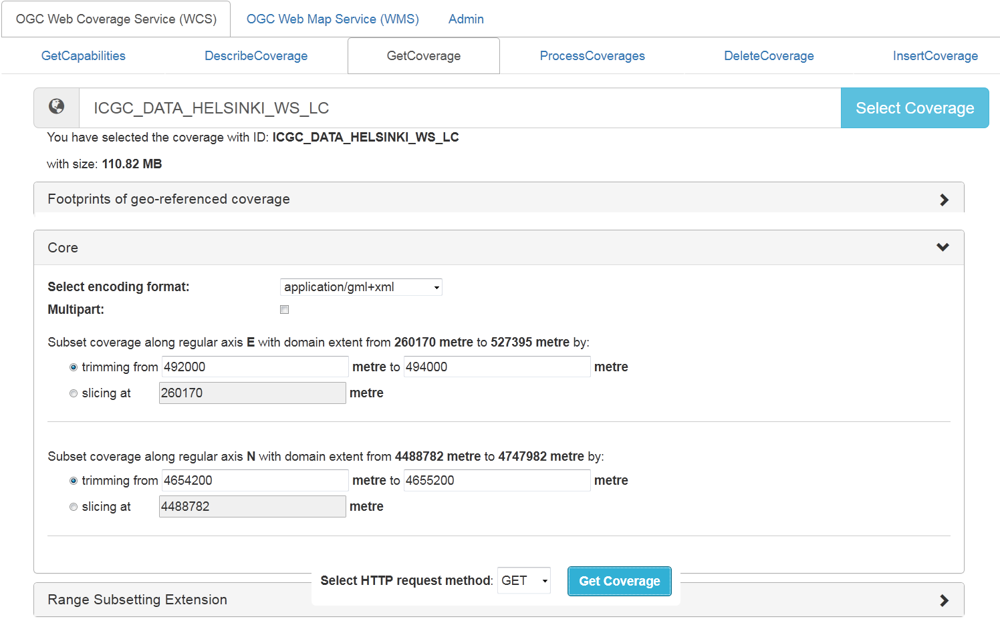 OGC Web Coverage Service (WCS) OGC Web Map Service (WMS) Admin
GetCapabilities DescribeCoverage GetCoverage ProcessCoverages DeleteCoverage InsertCoverage
ICGC_DATA_HELSINKI_WS_LC Select Coverage
You have selected the coverage with ID: ICGC_DATA_HELSINKI_WS_LC
with size: 110.82 MB
Footprints of geo-referenced coverage
Core
Select encoding format: application/gml+xml
Multipart:
Subset coverage along regular axis E with domain extent from 260170 metre to 527395 metre by:
trimming from 492000 metre to 494000 metre
slicing at 260170 metre
Subset coverage along regular axis N with domain extent from 4488782 metre to 4747982 metre by:
trimming from 4654200 metre to 4655200 metre
slicing at 4488782 metre
Select HTTP request method: GET Get Coverage
Range Subsetting Extension